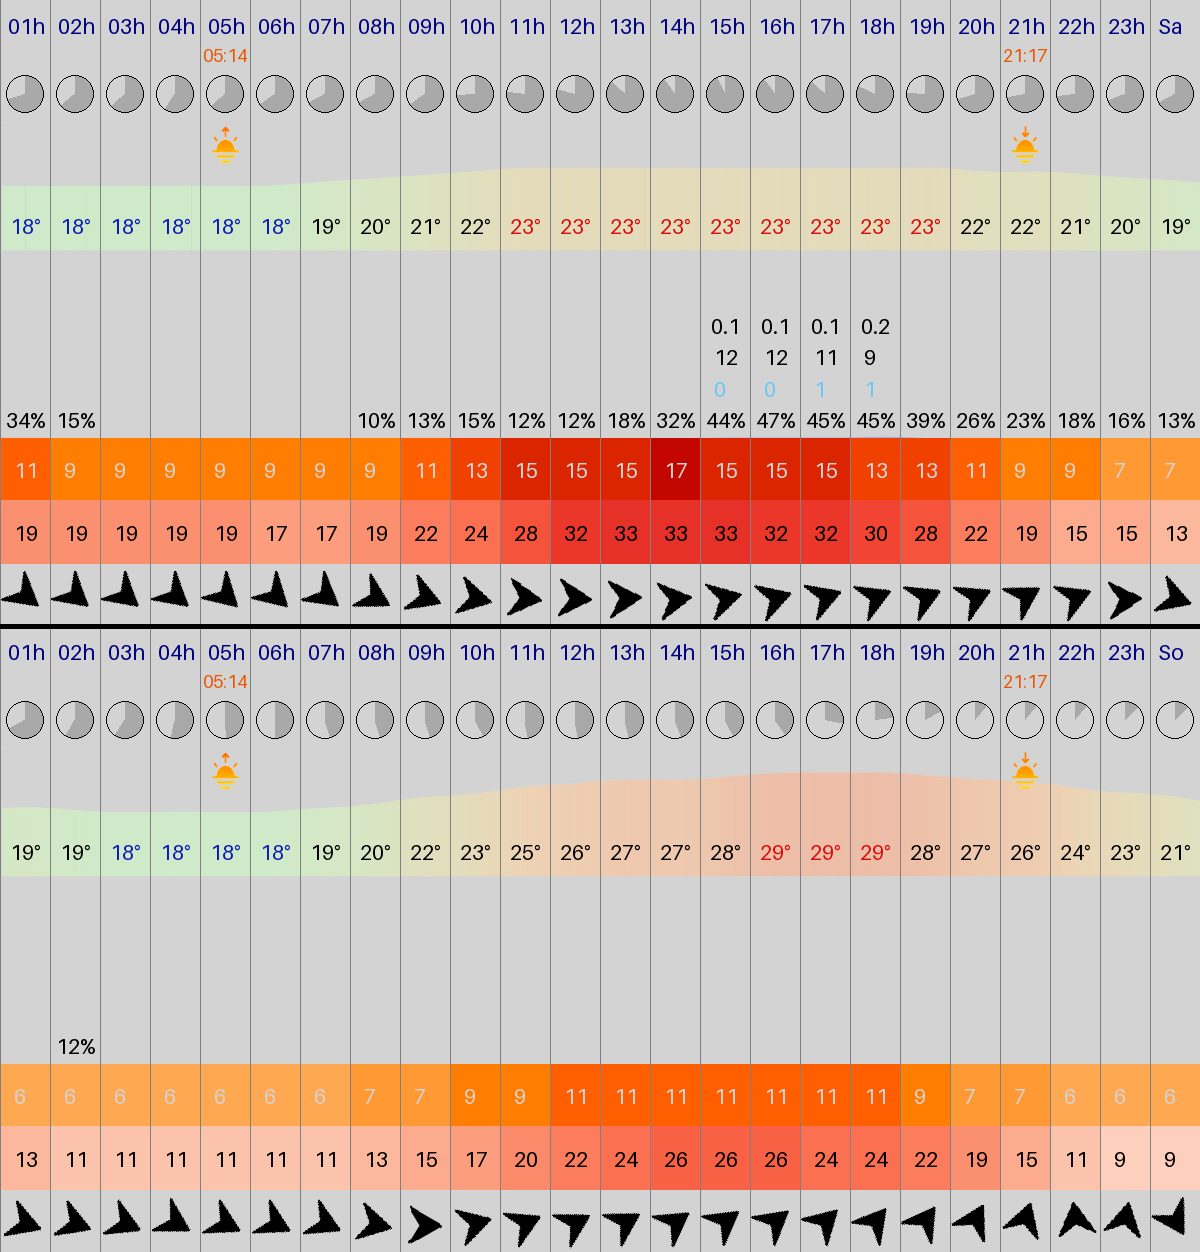 01h 02h 03h 04h 05h 06h 07h 08h 09h 10h 11h 12h 13h 14h 15h 16h 17h 18h 19h 20h 21h 22h 23h Sa
05:14 21:17
18° 18° 18° 18° 18° 18° 19° 20° 21° 22° 23° 23° 23° 23° 23° 23° 23° 23° 23° 22° 22° 21° 20° 19°
0.1 0.1 0.1 0.2
12 12 11 9
0 0 1 1
34% 15% 10% 13% 15% 12% 12% 18% 32% 44% 47% 45% 45% 39% 26% 23% 18% 16% 13%
11 9 9 9 9 9 9 9 11 13 15 15 15 17 15 15 15 13 13 11 9 9 7 7
19 19 19 19 19 17 17 19 22 24 28 32 33 33 33 32 32 30 28 22 19 15 15 13
01h 02h 03h 04h 05h 06h 07h 08h 09h 10h 11h 12h 13h 14h 15h 16h 17h 18h 19h 20h 21h 22h 23h So
05:14 21:17
19° 19° 18° 18° 18° 18° 19° 20° 22° 23° 25° 26° 27° 27° 28° 29° 29° 29° 28° 27° 26° 24° 23° 21°
12%
6 6 6 6 6 6 6 7 7 9 9 11 11 11 11 11 11 11 9 7 7 6 6 6
13 11 11 11 11 11 11 13 15 17 20 22 24 26 26 26 24 24 22 19 15 11 9 9